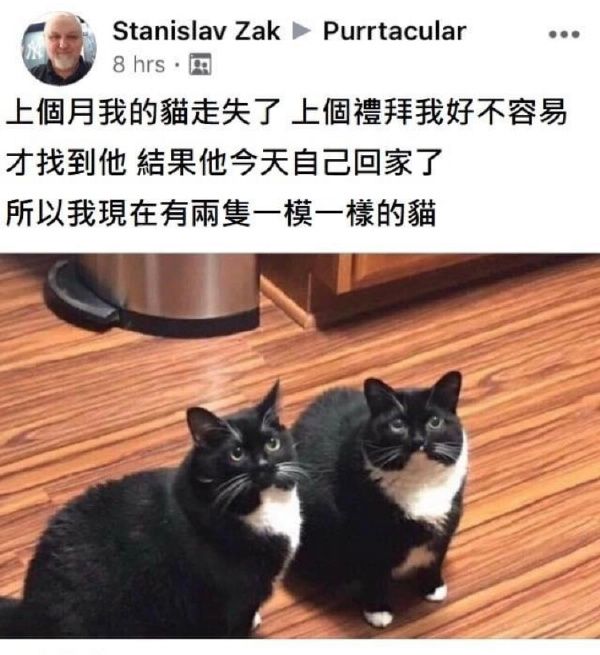 Stanislav Zak ▶ Purrtacular
8 hrs ·
上個月我的貓走失了 上個禮拜我好不容易
才找到他 結果他今天自己回家了
所以我現在有兩隻一模一樣的貓